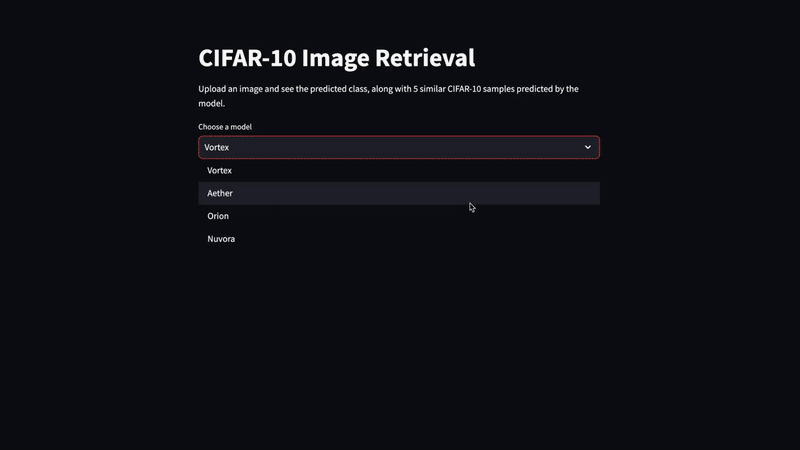 CIFAR-10 Image Retrieval
Upload an image and see the predicted class, along with 5 similar CIFAR-10 samples predicted by the
model.
Choose a model
Vortex
Vortex
Aether
Orion
Nuvora